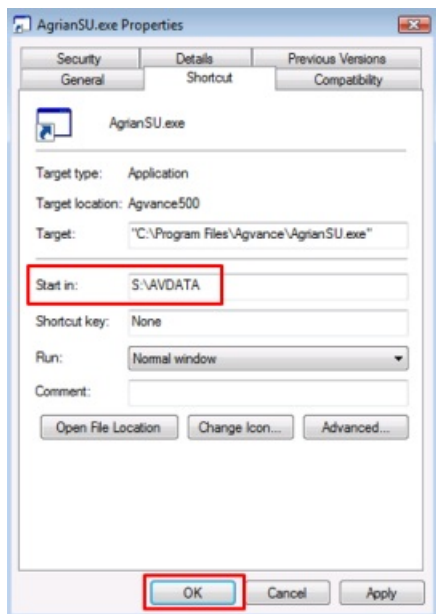 AgrianSU.exe Properties
Security Details Previous Versions
General Shortcut Compatibility
AgrianSU.exe
Target type: Application
Target location: Agvance500
Target: "C:\Program Files\Agvance\AgrianSU.exe"
Start in: S:\AVDATA
Shortcut key: None
Run: Normal window
Comment:
Open File Location Change Icon... Advanced...
OK Cancel Apply